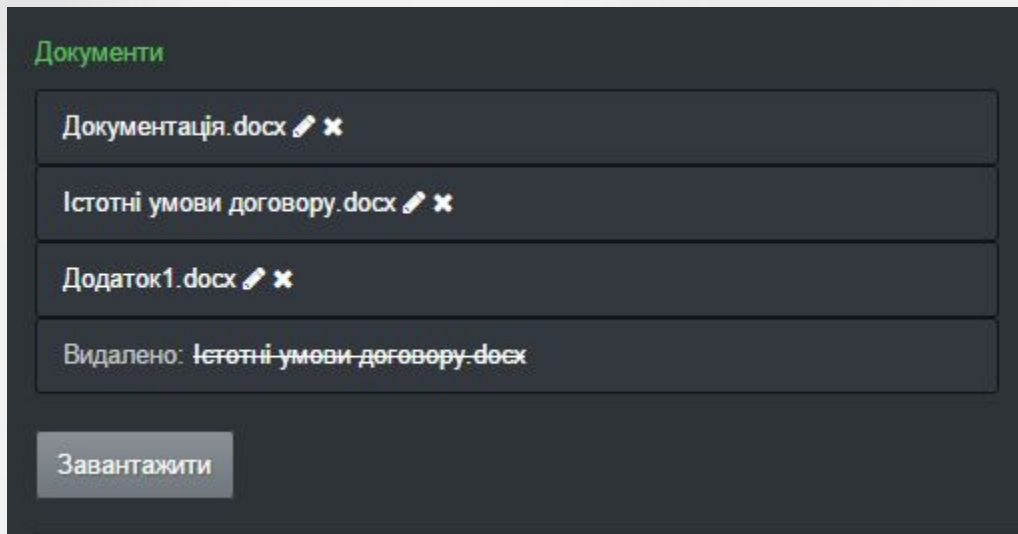 Документи
Документація.docx
Істотні умови договору.docx
Додаток1.docx
Видалено: Істотні умови договору.docx
Завантажити